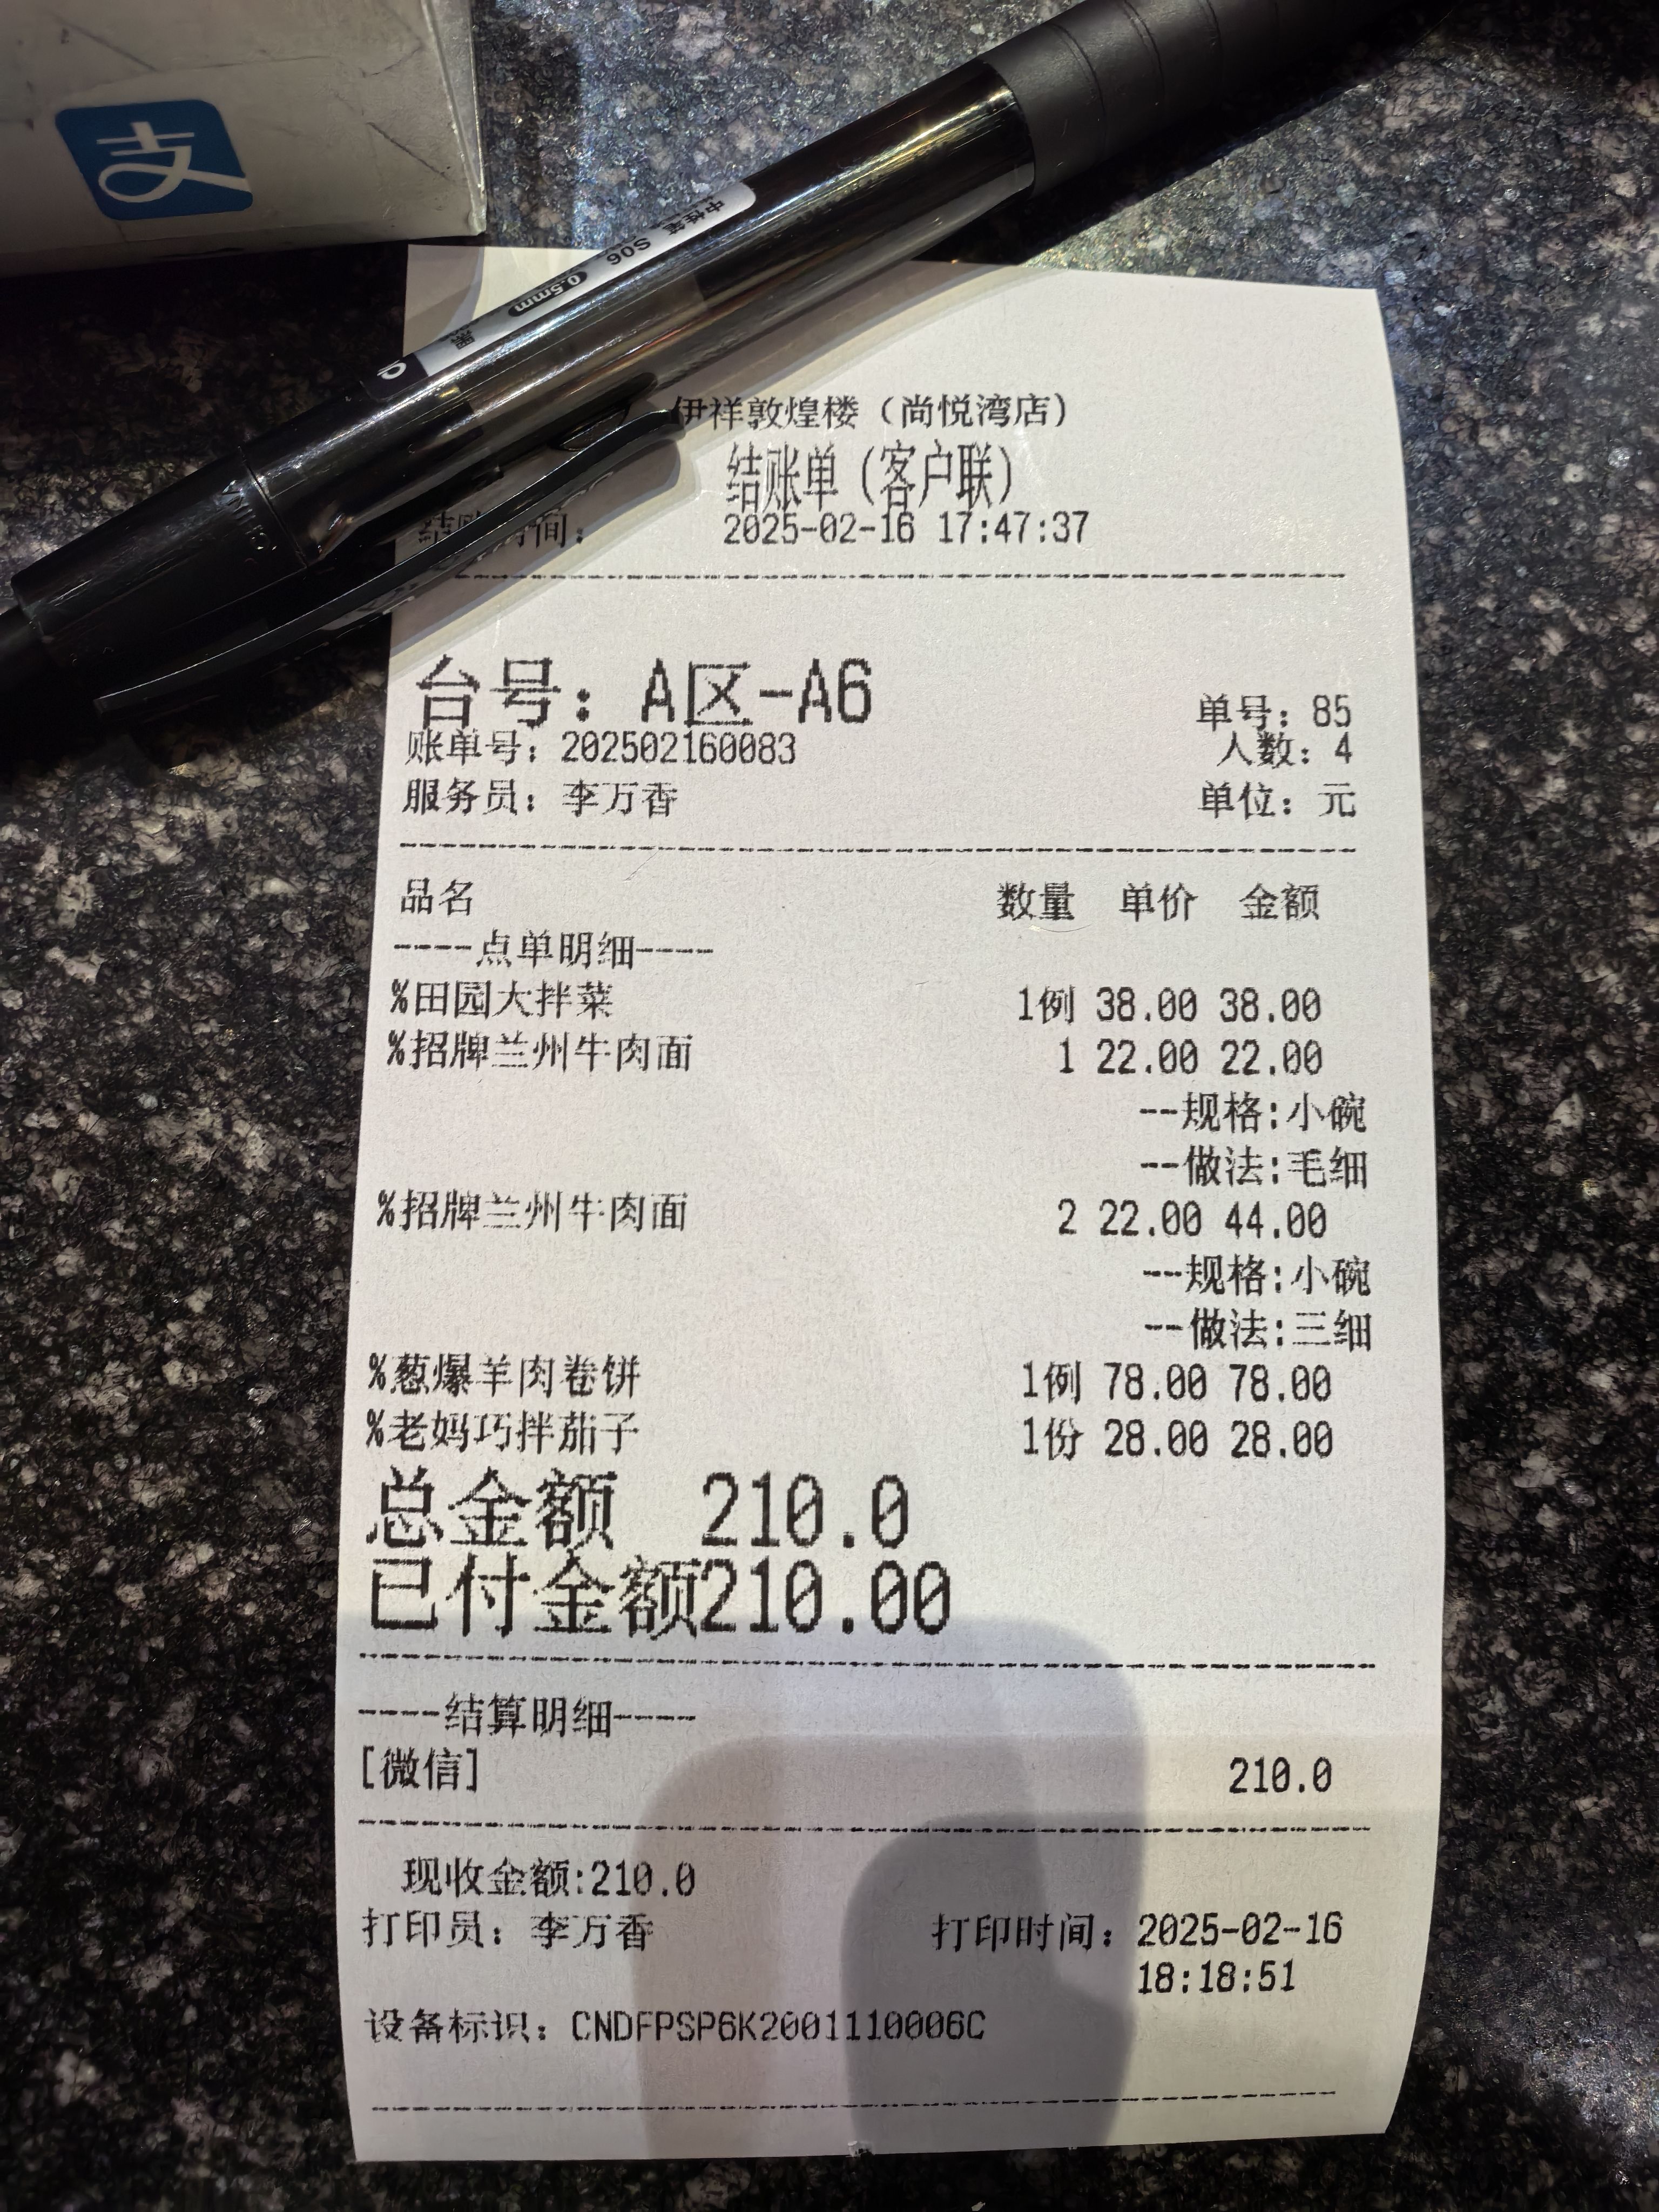 支
中性笔 S06
0.5mm
CHINA
伊祥敦煌楼（尚悦湾店）
结账单（客户联）
结账时间： 2025-02-16 17:47:37
台号： A区-A6
单号：85
账单号：202502160083 人数：4
服务员：李万香 单位：元
品名 数量 单价 金额
----点单明细----
%田园大拌菜 1例 38.00 38.00
%招牌兰州牛肉面 1 22.00 22.00
--规格:小碗
--做法:毛细
%招牌兰州牛肉面 2 22.00 44.00
--规格:小碗
--做法:三细
%葱爆羊肉卷饼 1例 78.00 78.00
%老妈巧拌茄子 1份 28.00 28.00
总金额 210.0
已付金额210.00
----结算明细----
[微信] 210.0
现收金额:210.0
打印员：李万香 打印时间：2025-02-16
18:18:51
设备标识：CNDFPSP6K2001110006C